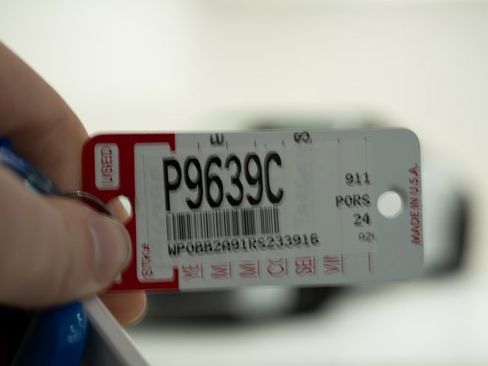 USED
STOCK
P9639C
WP0BB2A91RS233916
911
PORS
24
MADE IN U.S.A.